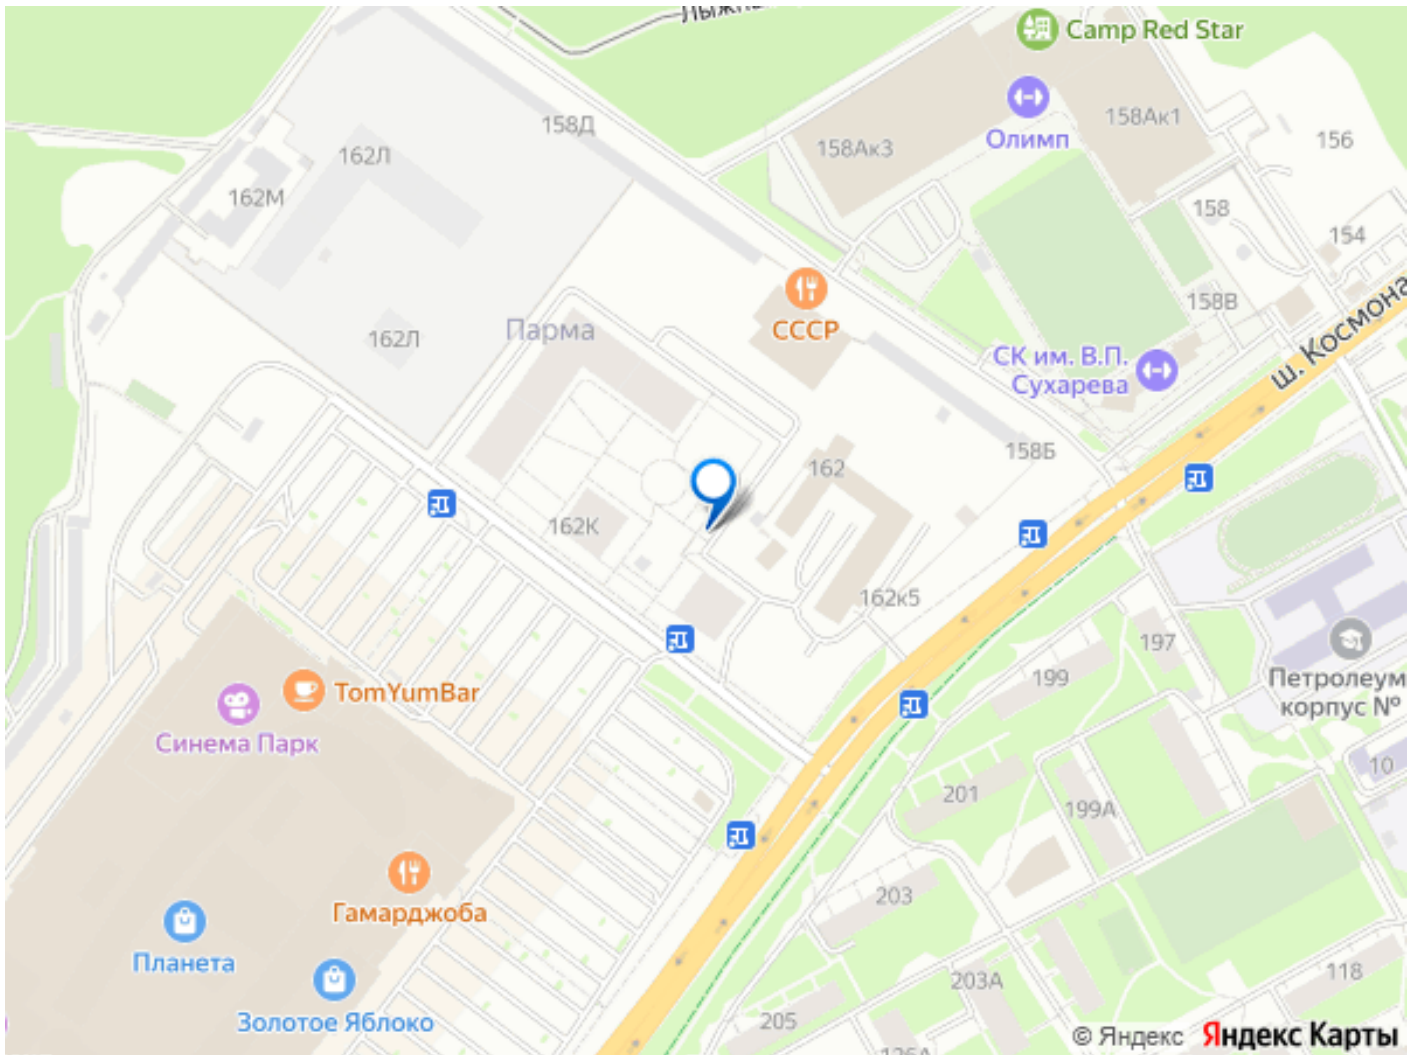 Camp Red Star
Олимп
158Ак1
158Д
158Ак3
156
162Л
162М
158
154
СССР
158В
Парма
162Л
СК им. В.П.
Сухарева
ш. Космона
158Б
162
162К
162к5
197
199
Петролеум
корпус №
TomYumBar
Синема Парк
10
201
199А
203
Гамарджоба
Планета
118
203А
Золотое Яблоко
205
© Яндекс Яндекс Карты